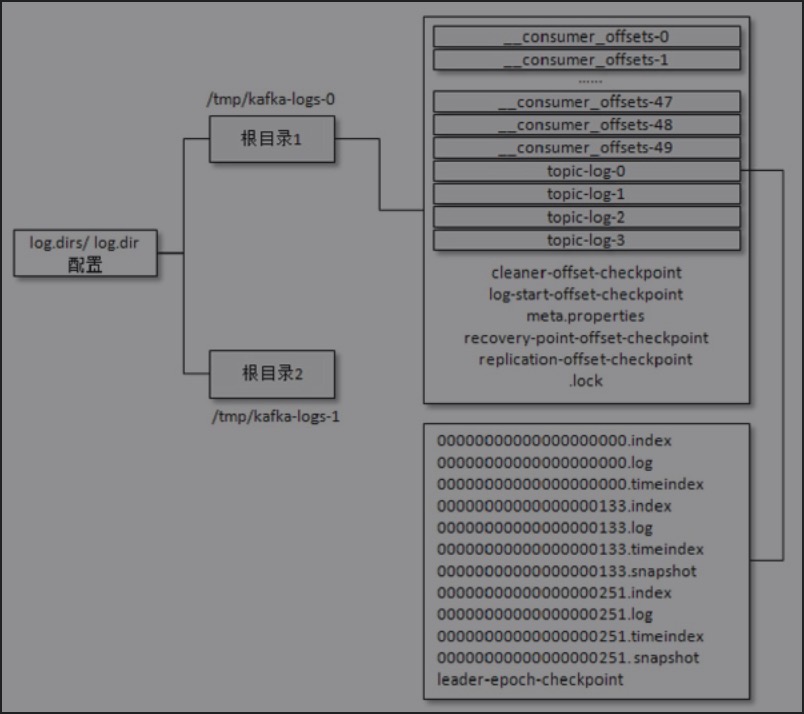 log.dirs/ log.dir
配置
/tmp/kafka-logs-0
根目录1
根目录2
/tmp/kafka-logs-1
__consumer_offsets-0
__consumer_offsets-1
......
__consumer_offsets-47
__consumer_offsets-48
__consumer_offsets-49
topic-log-0
topic-log-1
topic-log-2
topic-log-3
cleaner-offset-checkpoint
log-start-offset-checkpoint
meta.properties
recovery-point-offset-checkpoint
replication-offset-checkpoint
.lock
00000000000000000000.index
00000000000000000000.log
00000000000000000000.timeindex
00000000000000000133.index
00000000000000000133.log
00000000000000000133.timeindex
00000000000000000133.snapshot
00000000000000000251.index
00000000000000000251.log
00000000000000000251.timeindex
00000000000000000251. snapshot
leader-epoch-checkpoint